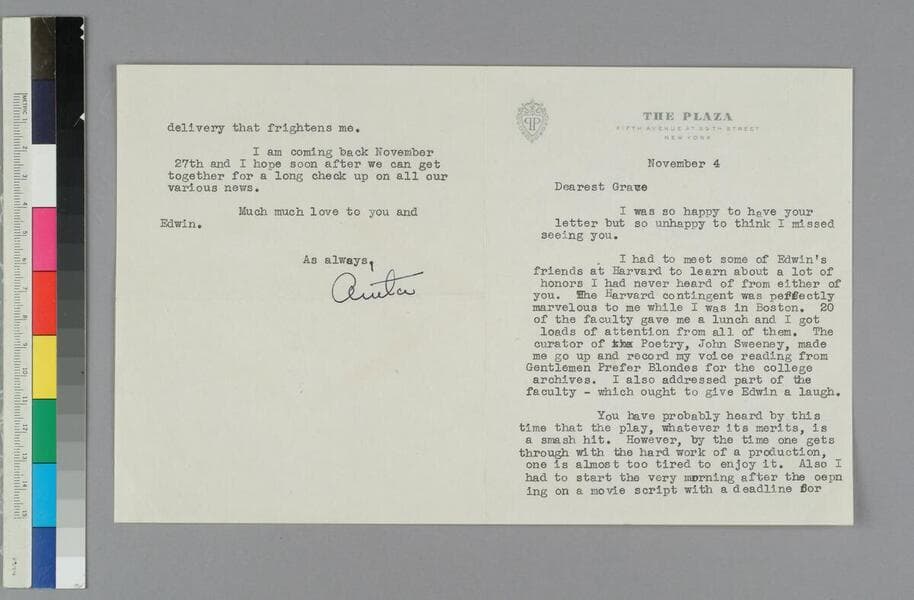 THE PLAZA
FIFTH AVENUE AT 59TH STREET
NEW YORK
November 4
Dearest Grace
I was so happy to have your
letter but so unhappy to think I missed
seeing you.
I had to meet some of Edwin's
friends at Harvard to learn about a lot of
honors I had never heard of from either of
you. The Harvard contingent was perfectly
marvelous to me while I was in Boston. 20
of the faculty gave me a lunch and I got
loads of attention from all of them. The
curator of the Poetry, John Sweeney, made
me go up and record my voice reading from
Gentlemen Prefer Blondes for the college
archives. I also addressed part of the
faculty - which ought to give Edwin a laugh.
You have probably heard by this
time that the play, whatever its merits, is
a smash hit. However, by the time one gets
through with the hard work of a production,
one is almost too tired to enjoy it. Also I
had to start the very morning after the oepn
ing on a movie script with a deadline for
delivery that frightens me.
I am coming back November
27th and I hope soon after we can get
together for a long check up on all our
various news.
Much much love to you and
Edwin.
As always,
Anita